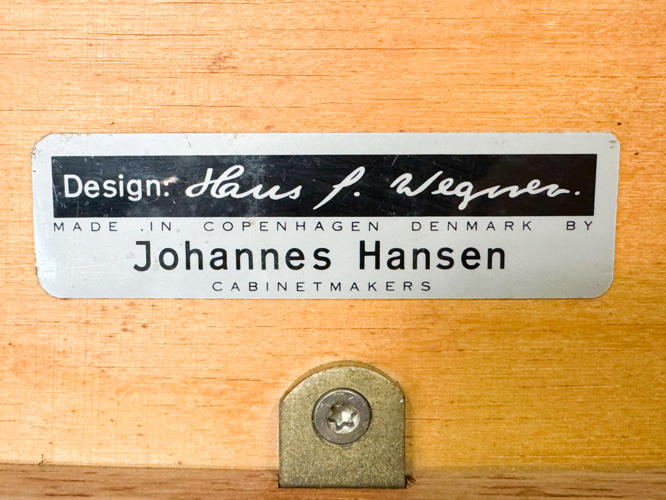 Design: Hans J. Wegner.
MADE IN COPENHAGEN DENMARK BY
Johannes Hansen
CABINETMAKERS